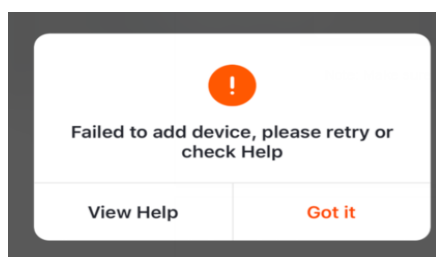 !
Failed to add device, please retry or
check Help
View Help
Got it